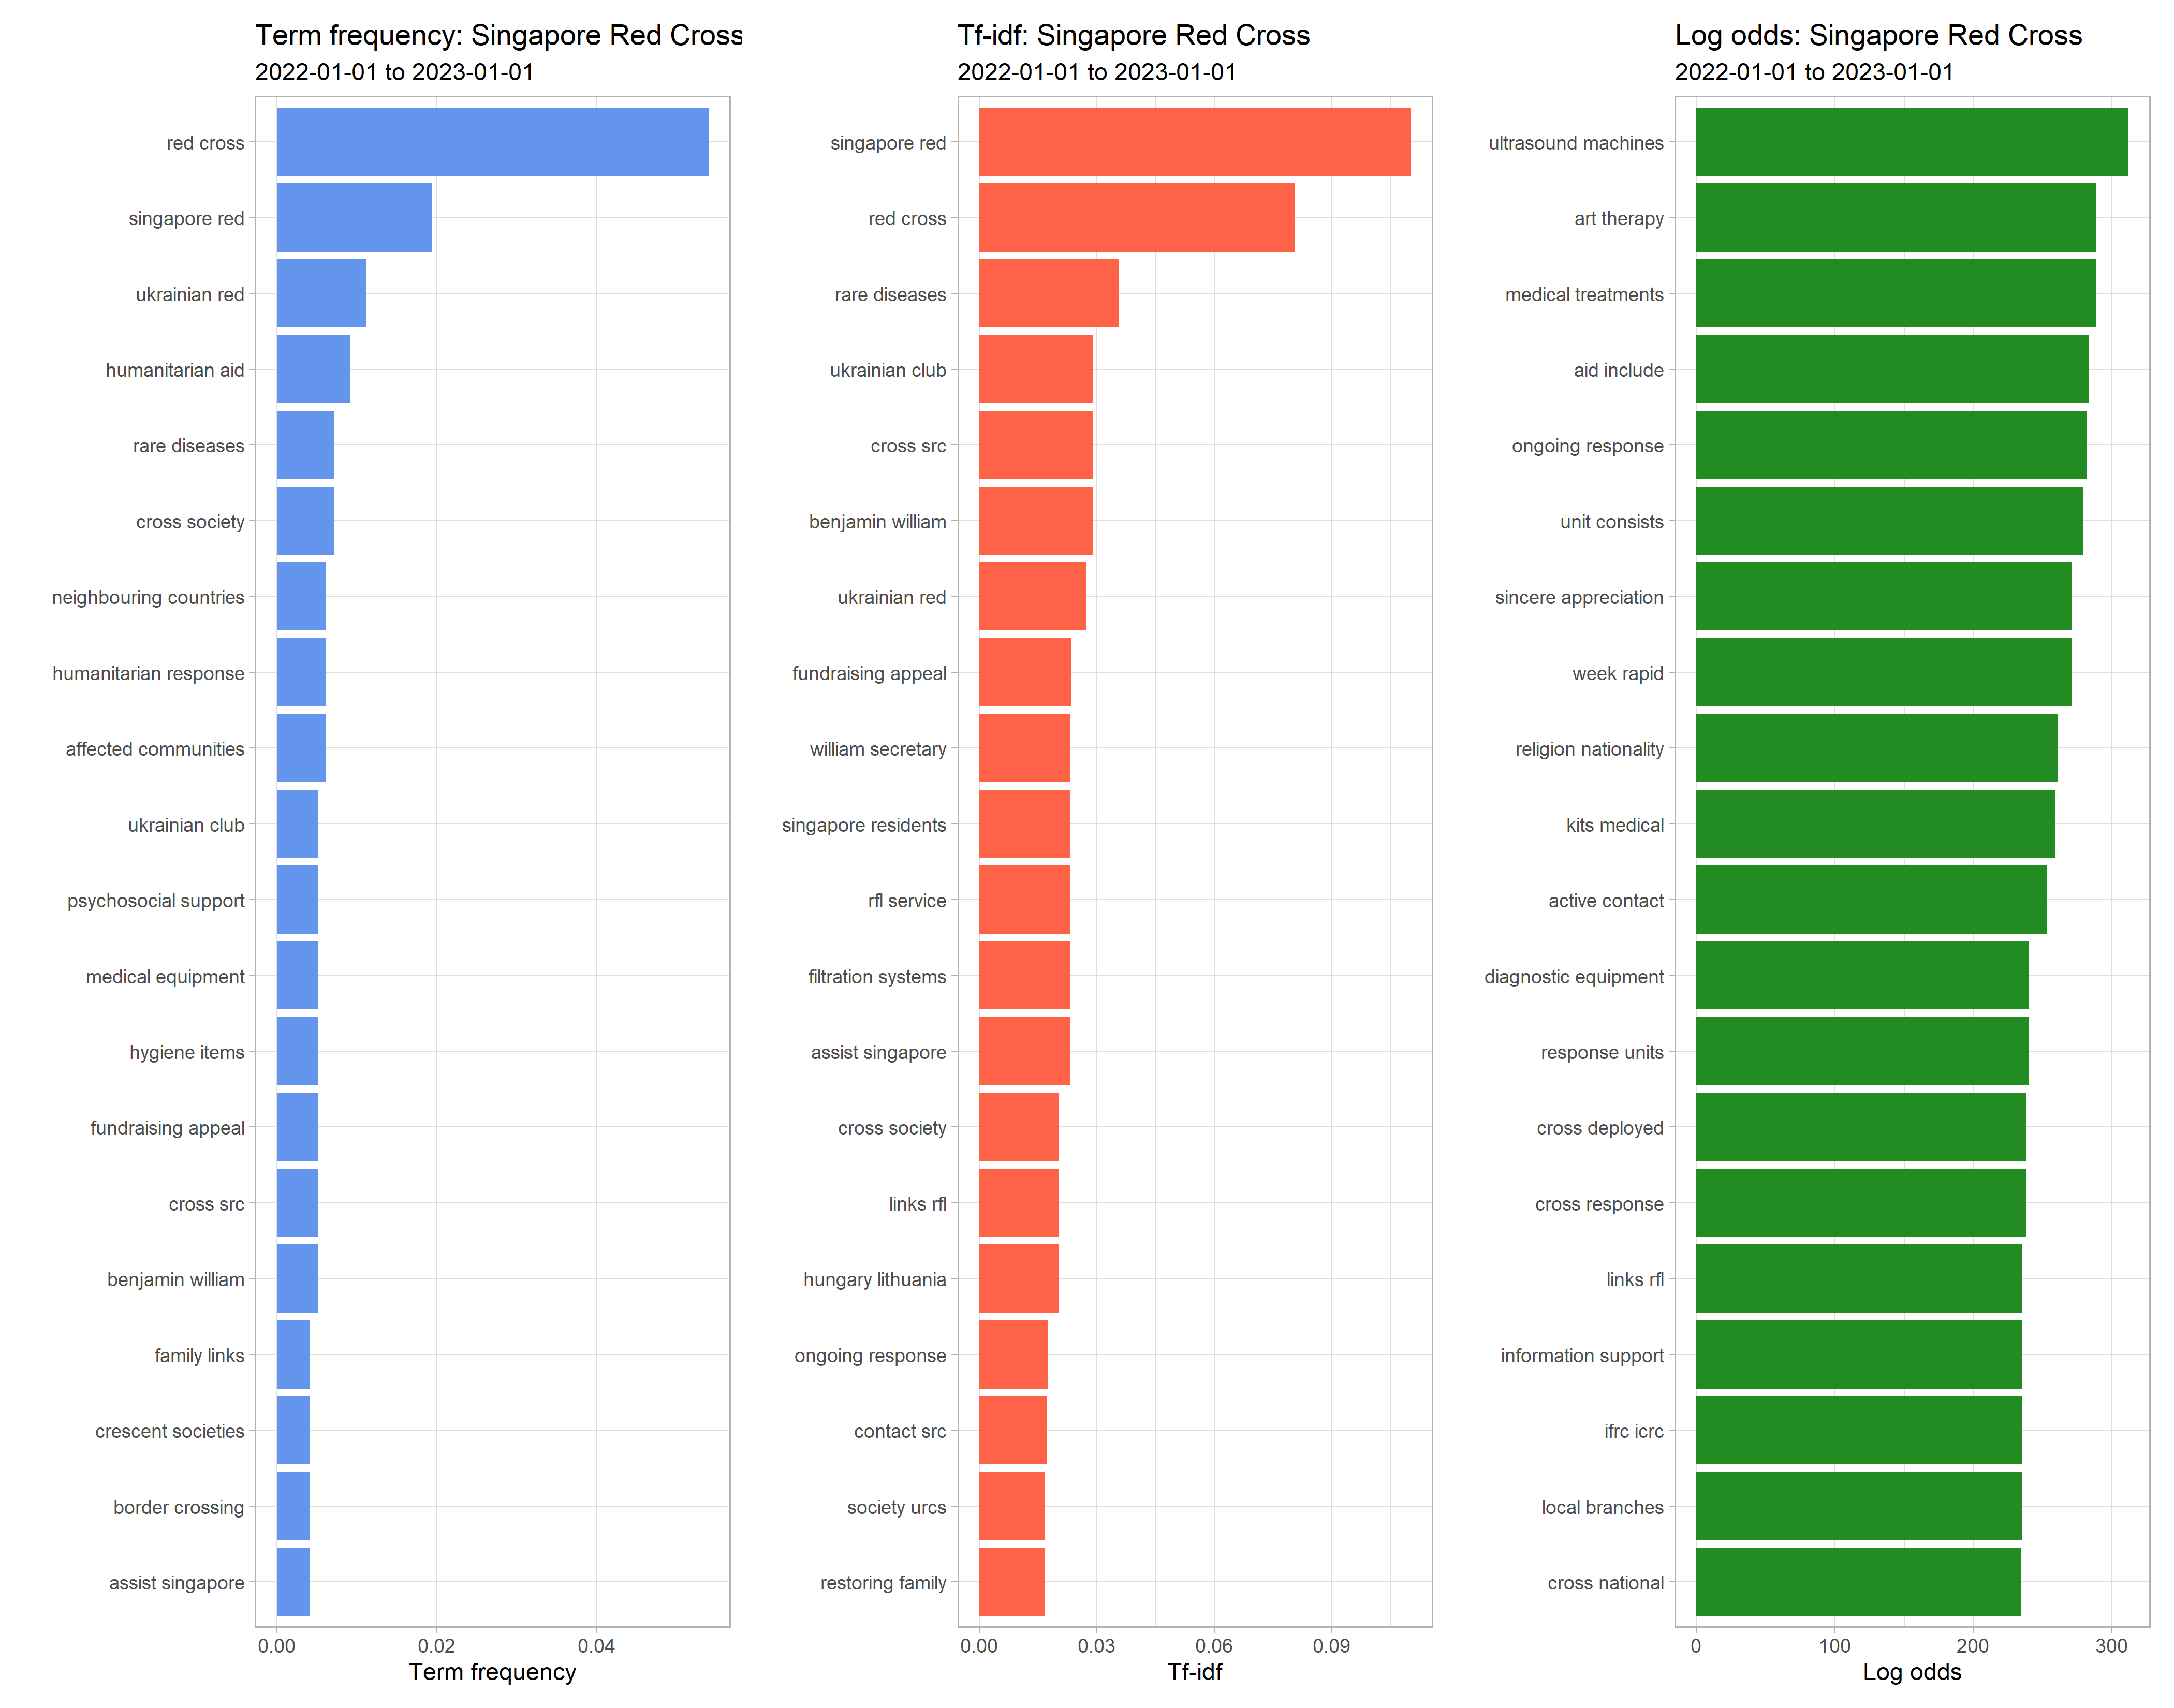 Term frequency: Singapore Red Cross
2022-01-01 to 2023-01-01
red cross
singapore red
ukrainian red
humanitarian aid
rare diseases
cross society
neighbouring countries
humanitarian response
affected communities
ukrainian club
psychosocial support
medical equipment
hygiene items
fundraising appeal
cross src
benjamin william
family links
crescent societies
border crossing
assist singapore
0.00 0.02 0.04
Term frequency
Tf-idf: Singapore Red Cross
2022-01-01 to 2023-01-01
singapore red
red cross
rare diseases
ukrainian club
cross src
benjamin william
ukrainian red
fundraising appeal
william secretary
singapore residents
rfl service
filtration systems
assist singapore
cross society
links rfl
hungary lithuania
ongoing response
contact src
society urcs
restoring family
0.00 0.03 0.06 0.09
Tf-idf
Log odds: Singapore Red Cross
2022-01-01 to 2023-01-01
ultrasound machines
art therapy
medical treatments
aid include
ongoing response
unit consists
sincere appreciation
week rapid
religion nationality
kits medical
active contact
diagnostic equipment
response units
cross deployed
cross response
links rfl
information support
ifrc icrc
local branches
cross national
0 100 200 300
Log odds